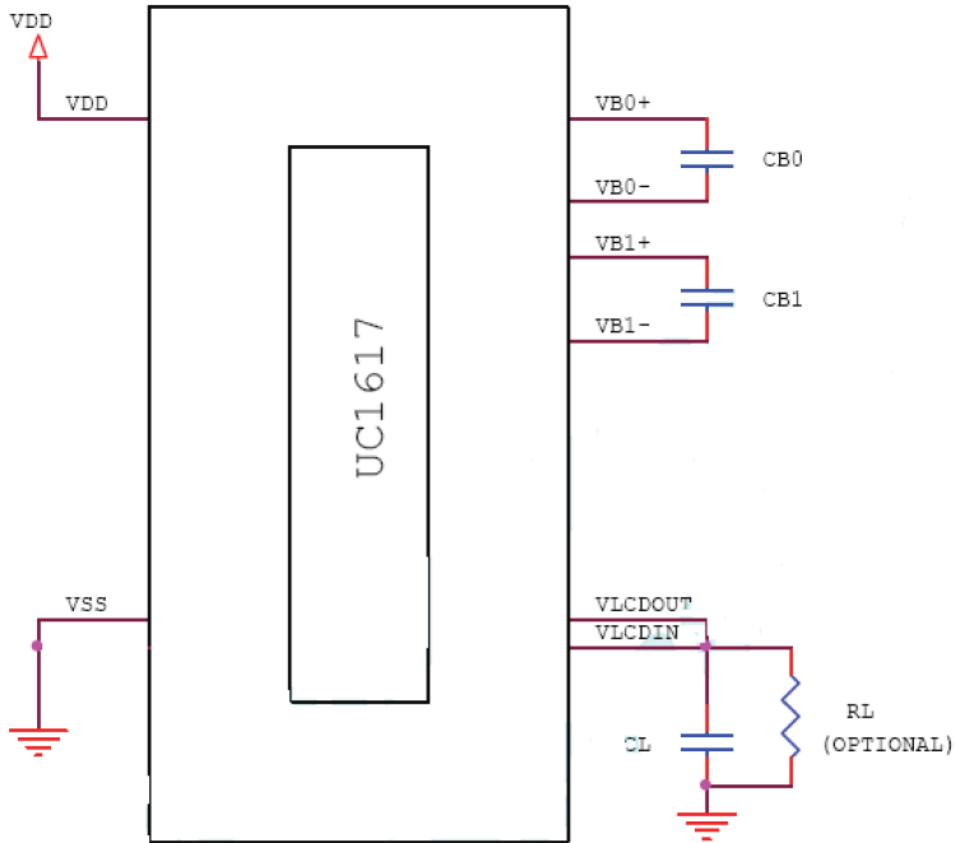 VDD
VDD
VB0+
CB0
VB0-
VB1+
CB1
VB1-
UC1617
VSS
VLCDOUT
VLCDIN
RL
CL
(OPTIONAL)